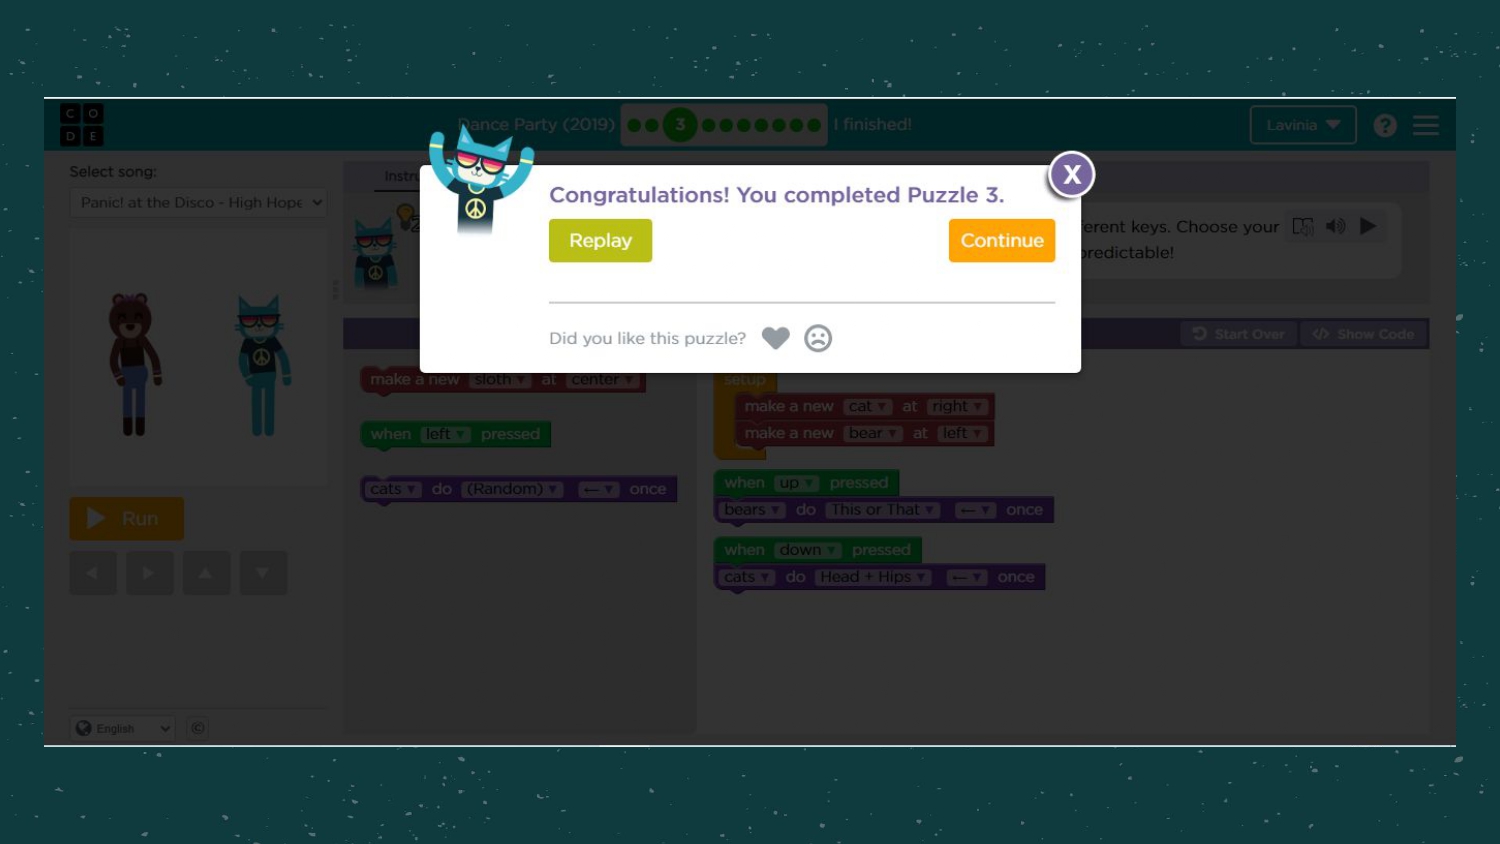 C O
D E
Dance Party (2019)
3
I finished!
Lavinia
?
Select song:
Panic! at the Disco - High Hope
X
Congratulations! You completed Puzzle 3.
Replay
Continue
Did you like this puzzle?
Instru
erent keys. Choose your
predictable!
Start Over
Show Code
make a new sloth at center
when left pressed
cats do (Random) ← once
setup
make a new cat at right
make a new bear at left
when up pressed
bears do This or That ← once
when down pressed
cats do Head + Hips ← once
Run
English
©